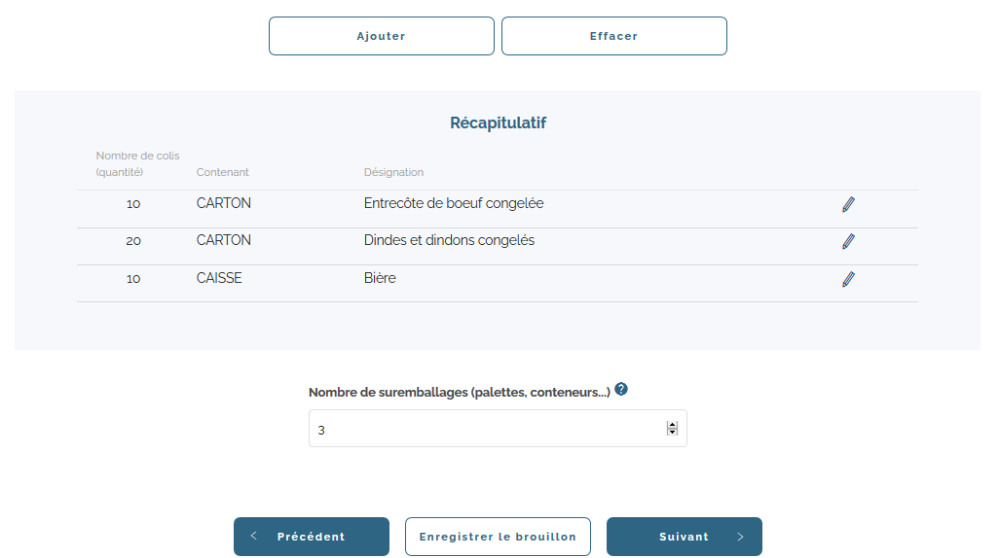 Ajouter Effacer
Récapitulatif
Nombre de colis
(quantité) Contenant Désignation
10 CARTON Entrecôte de boeuf congelée
20 CARTON Dindes et dindons congelés
10 CAISSE Bière
Nombre de suremballages (palettes, conteneurs...) ?
3
< Précédent Enregistrer le brouillon Suivant >